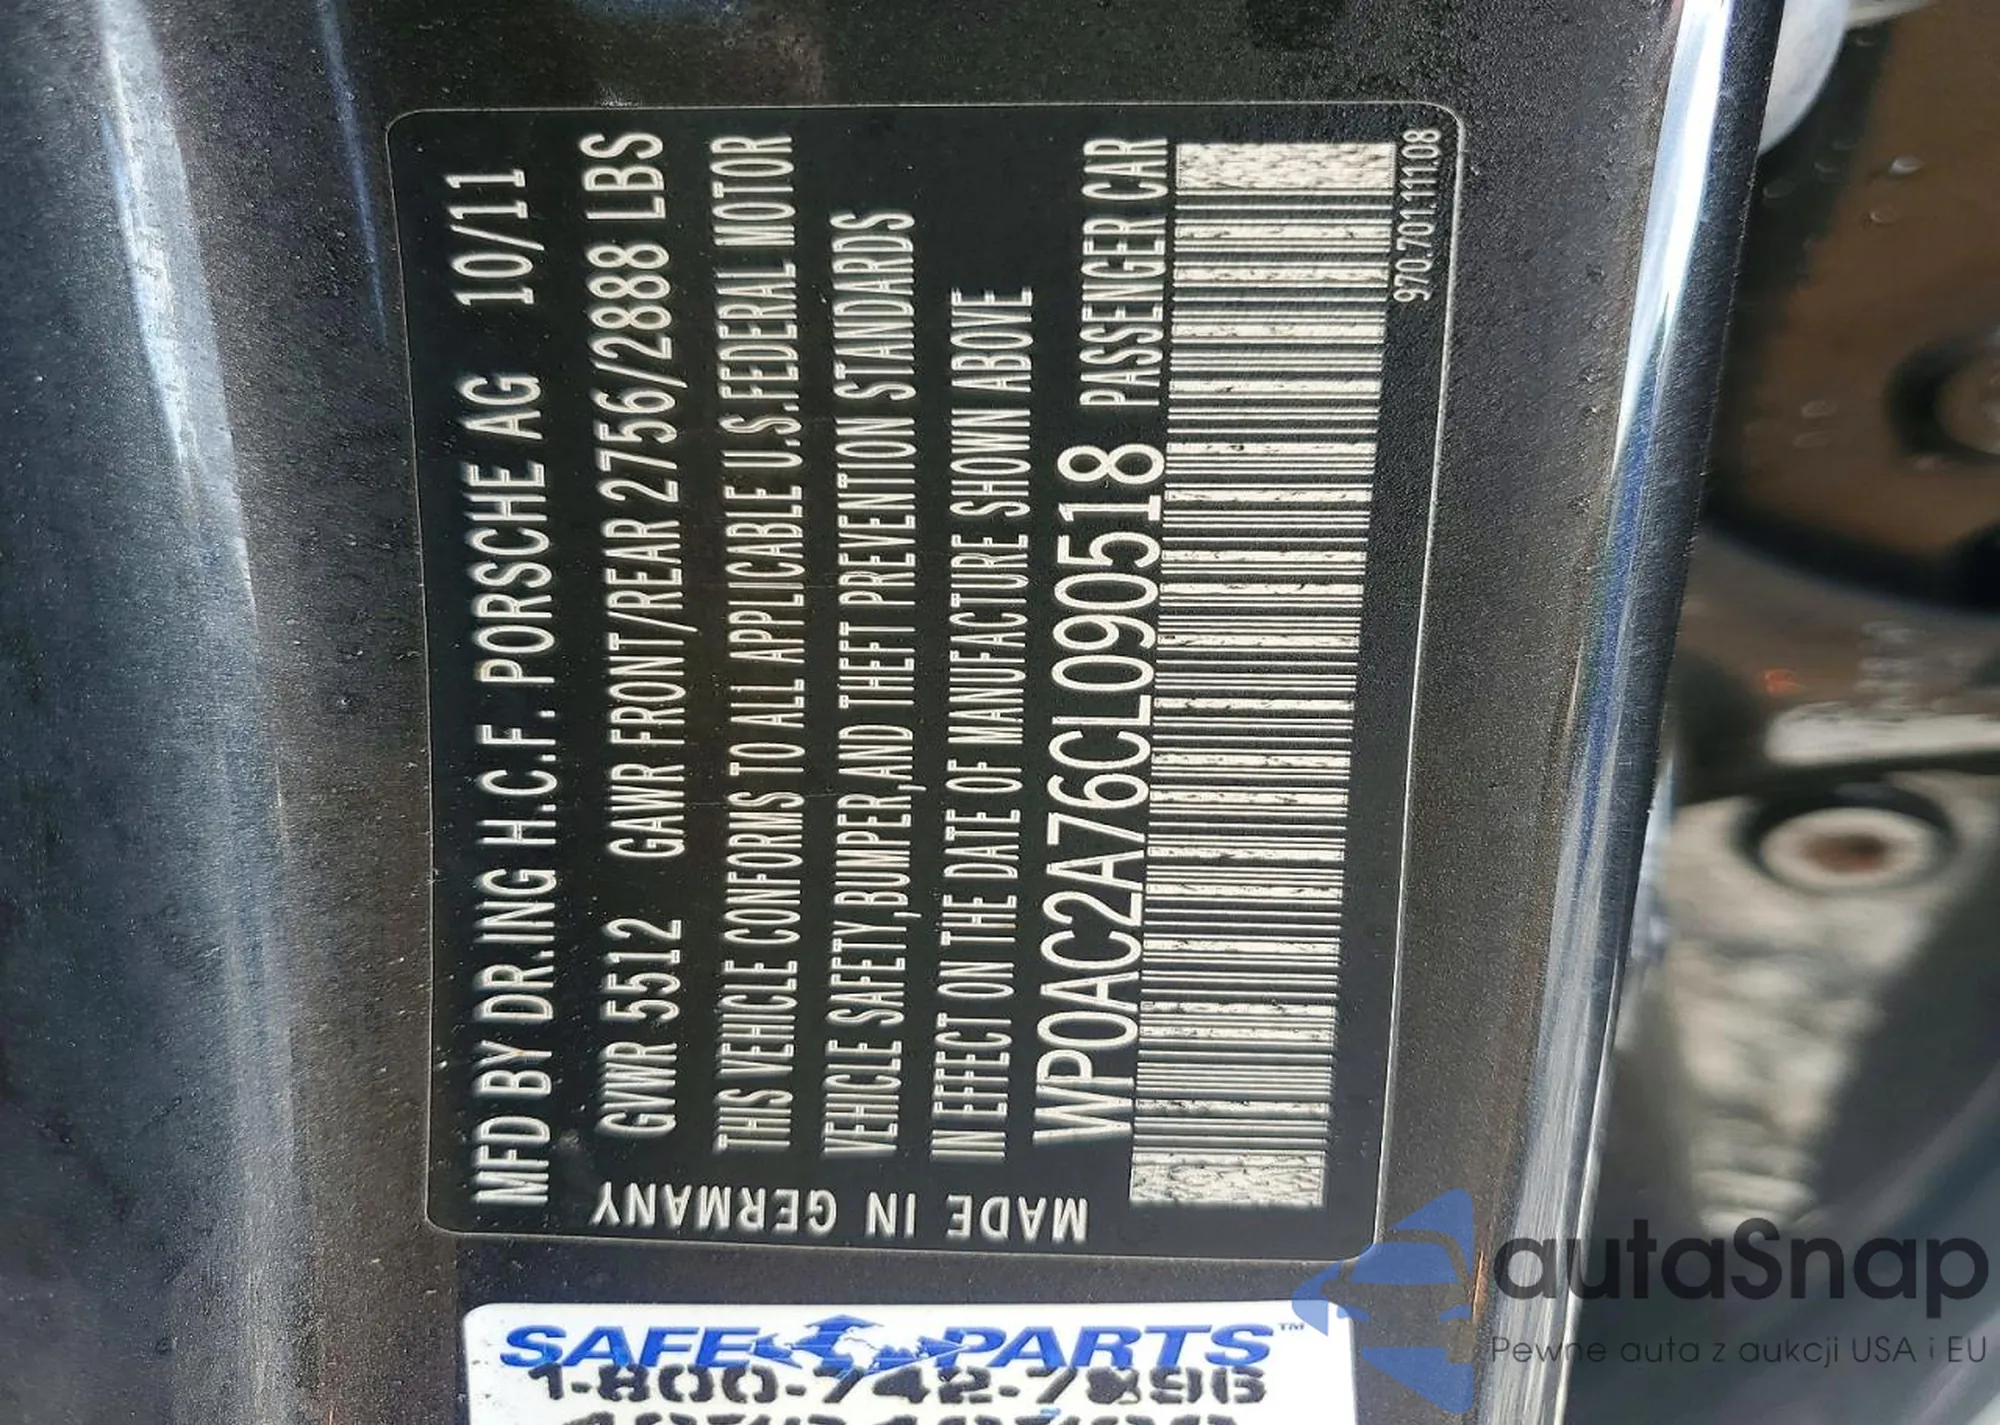 MFD BY DR.ING H.C.F. PORSCHE AG 10/11
GVWR 5512 GAWR FRONT/REAR 2756/2888 LBS
THIS VEHICLE CONFORMS TO ALL APPLICABLE U.S.FEDERAL MOTOR
VEHICLE SAFETY,BUMPER,AND THEFT PREVENTION STANDARDS
IN EFFECT ON THE DATE OF MANUFACTURE SHOWN ABOVE
WP0AC2A76CL090518 PASSENGER CAR
970.701.111.08
MADE IN GERMANY
SAFE PARTS™
1-800-742-7896
autaSnap
Pewne auta z aukcji USA i EU